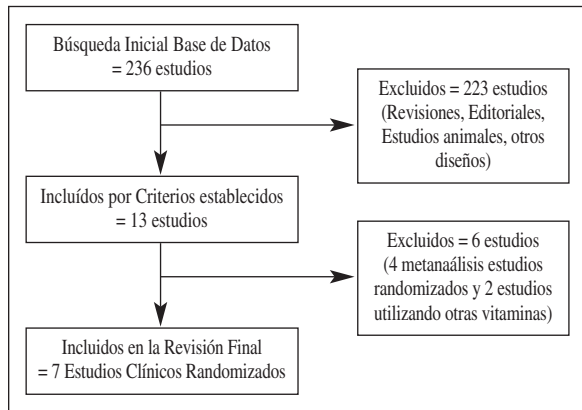 Búsqueda Inicial Base de Datos
= 236 estudios
Excluidos = 223 estudios
(Revisiones, Editoriales,
Estudios animales, otros
diseños)
Incluídos por Criterios establecidos
= 13 estudios
Excluidos = 6 estudios
(4 metanaálisis estudios
randomizados y 2 estudios
utilizando otras vitaminas)
Incluidos en la Revisión Final
= 7 Estudios Clínicos Randomizados